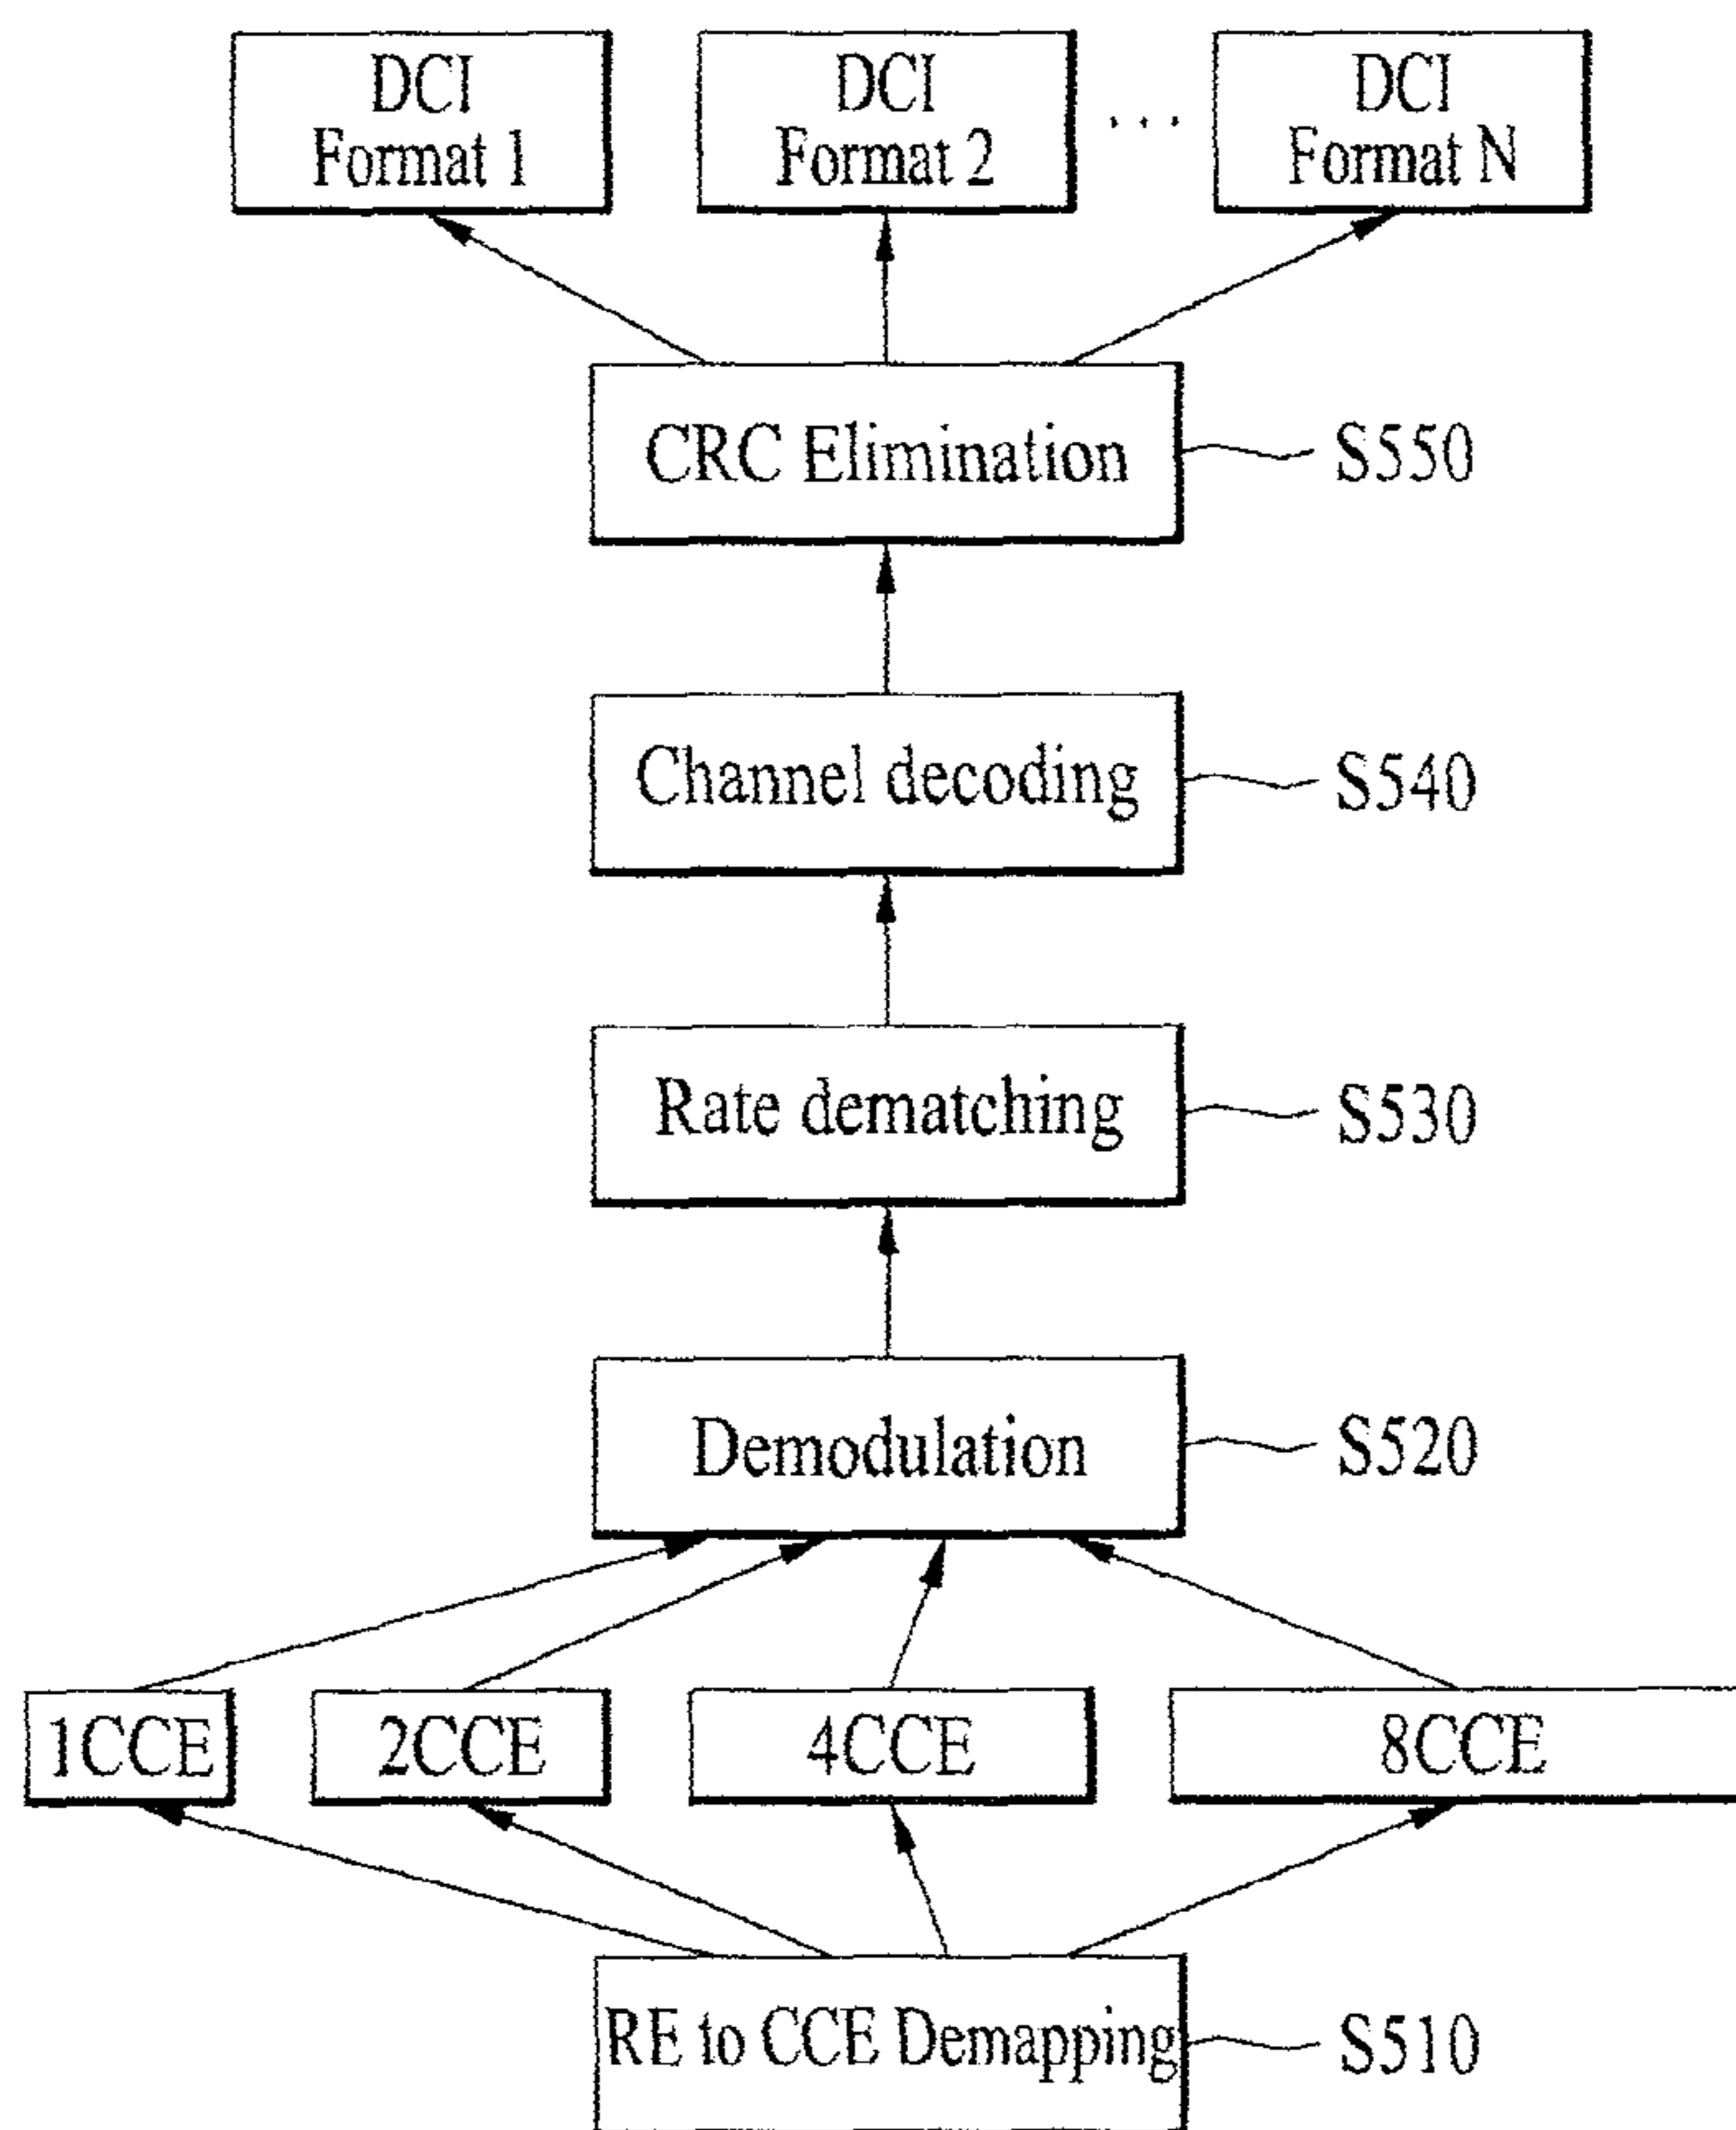 DCI
Format 1
DCI
Format 2
...
DCI
Format N
CRC Elimination
S550
Channel decoding
S540
Rate dematching
S530
Demodulation
S520
1CCE
2CCE
4CCE
8CCE
RE to CCE Demapping
S510